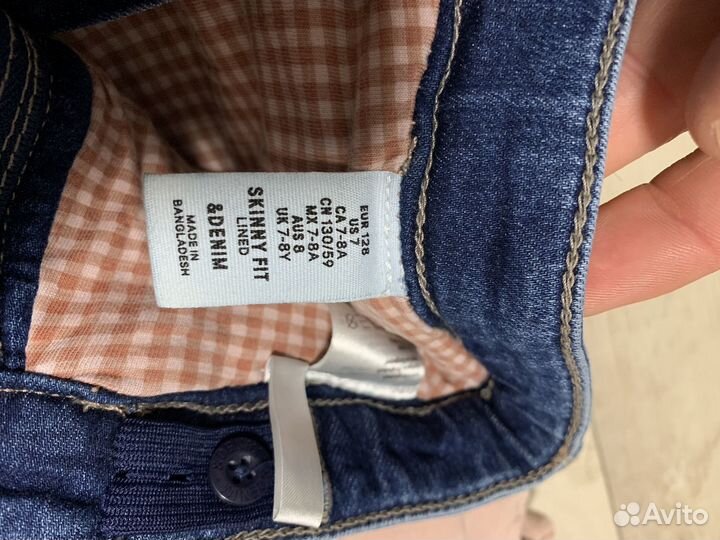 EUR 128
US 7
CA 7-8A
CN 130/59
MX 7-8A
AUS 8
UK 7-8Y
SKINNY FIT
LINED
&DENIM
MADE IN
BANGLADESH
Avito